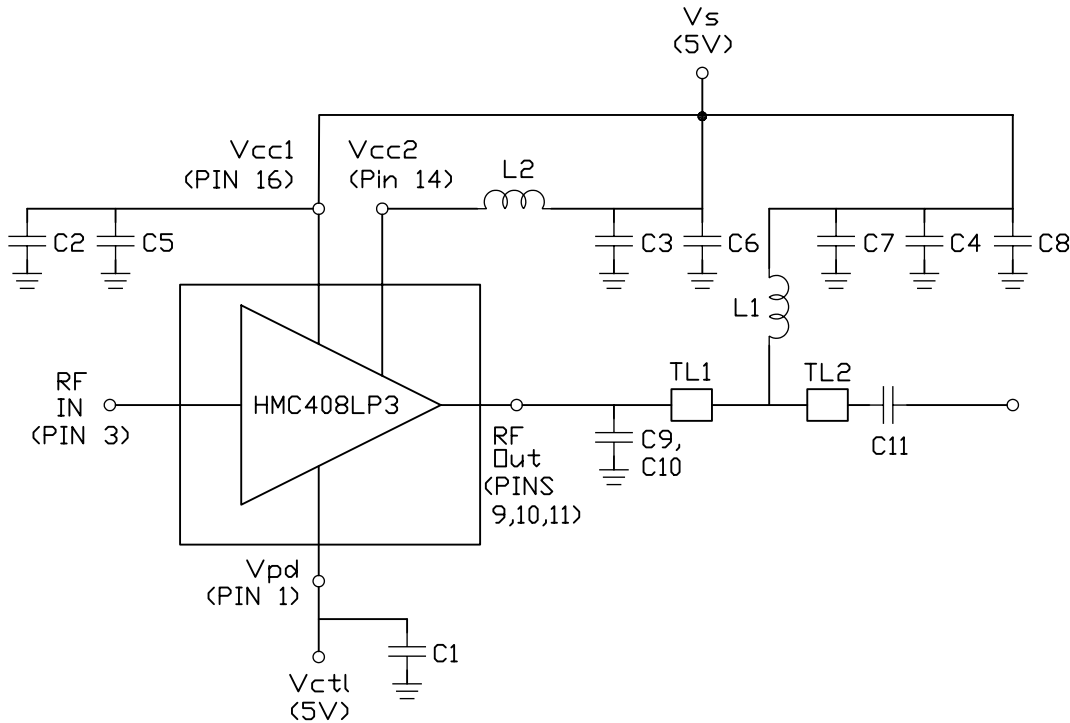 Vs
(5V)
Vcc1
(PIN 16)
Vcc2
(Pin 14)
L2
C2
C5
C3
C6
C7
C4
C8
L1
RF
IN
(PIN 3)
HMC408LP3
TL1
TL2
RF
Out
(PINS
9,10,11)
C9,
C10
C11
Vpd
(PIN 1)
C1
Vctl
(5V)